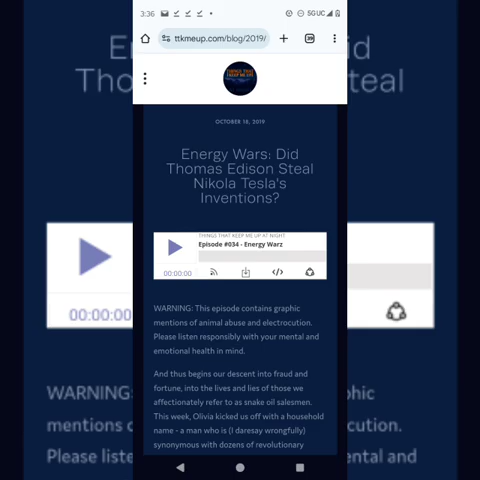 3:36
5G UC
ttkmeup.com/blog/2019/
39
OCTOBER 18, 2019
Energy Wars: Did
Thomas Edison Steal
Nikola Tesla's
Inventions?
THINGS THAT KEEP ME UP AT NIGHT
Episode #034 - Energy Warz
00:00:00
WARNING: This episode contains graphic
mentions of animal abuse and electrocution.
Please listen responsibly with your mental and
emotional health in mind.
And thus begins our descent into fraud and
fortune, into the lives and lies of those we
affectionately refer to as snake oil salesmen.
This week, Olivia kicked us off with a household
name - a man who is (I daresay wrongfully)
synonymous with dozens of revolutionary